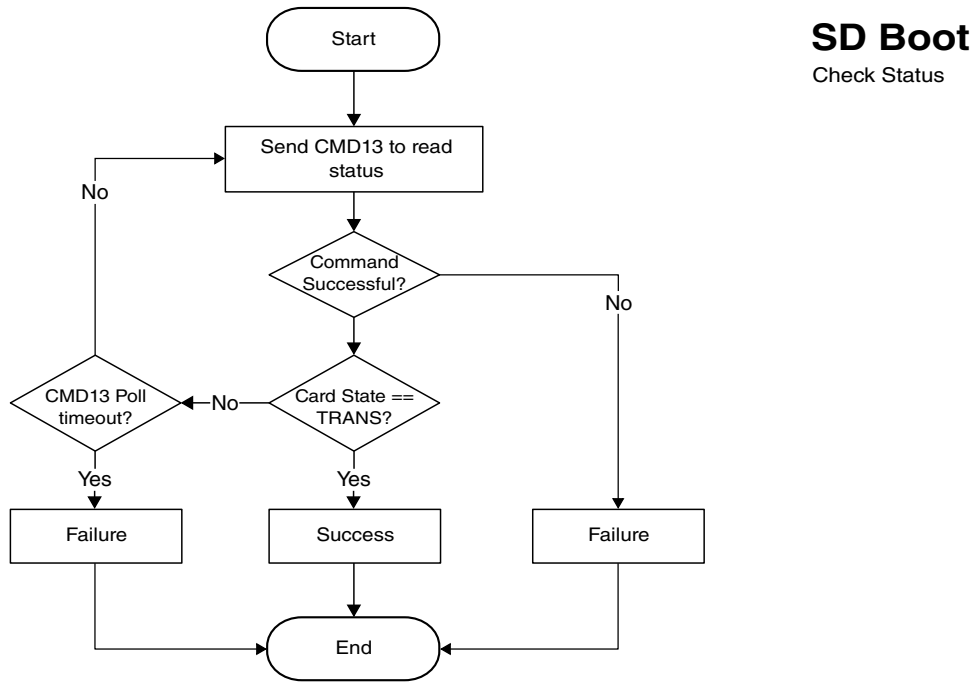 SD Boot
Check Status
Start
Send CMD13 to read
status
No
Command
Successful?
No
CMD13 Poll
timeout?
No
Card State ==
TRANS?
Yes
Yes
Failure
Success
Failure
End